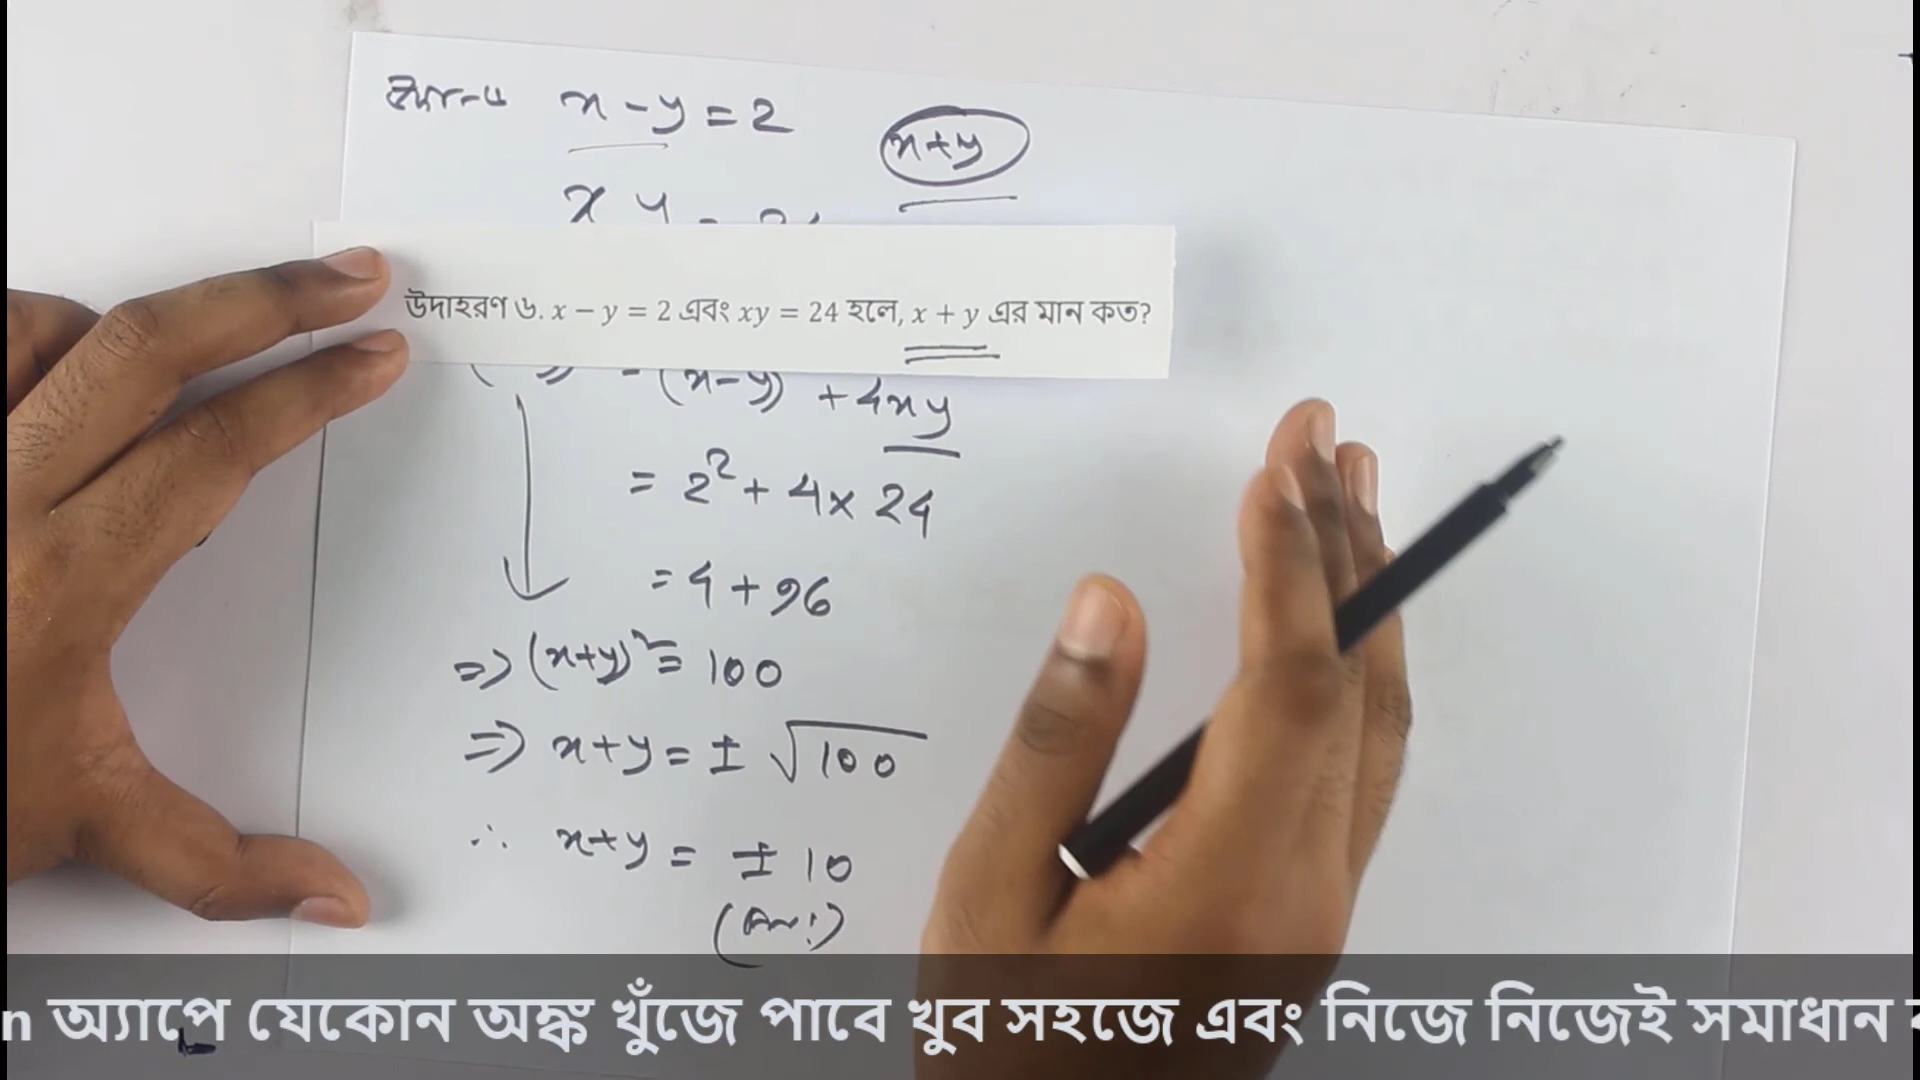 x - y = 2
x+y
x y
উদাহরণ ৬. x − y = 2 এবং xy = 24 হলে, x + y এর মান কত?
(x-y) + 4xy
= 2² + 4x 24
= 4 + 96
=> (x+y)² = 100
=> x+y = ± √100
∴ x+y = ± 10
(Ans:)
n অ্যাপে যেকোন অঙ্ক খুঁজে পাবে খুব সহজে এবং নিজে নিজেই সমাধান